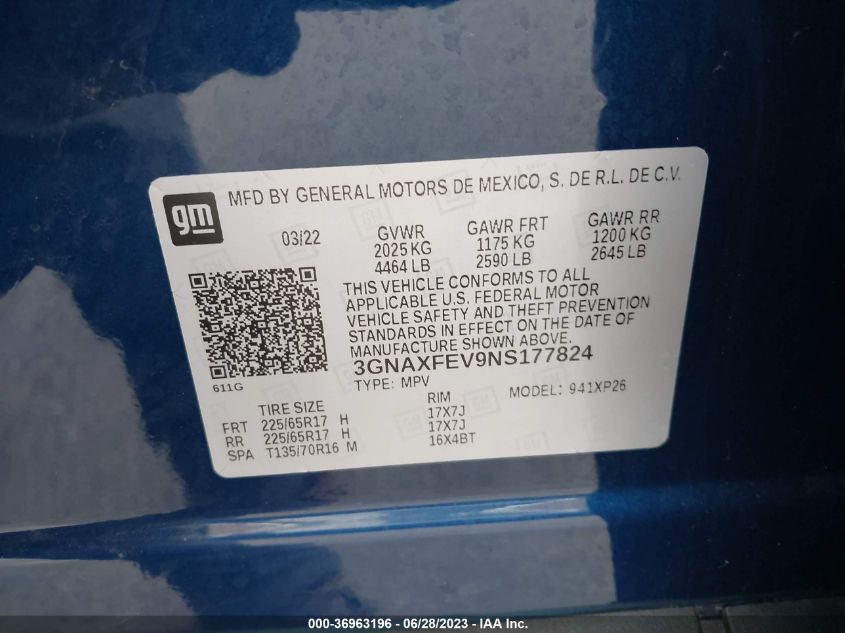 gm
MFD BY GENERAL MOTORS DE MEXICO, S. DE R.L. DE C.V.
03/22
GVWR
2025 KG
4464 LB
GAWR FRT
1175 KG
2590 LB
GAWR RR
1200 KG
2645 LB
THIS VEHICLE CONFORMS TO ALL
APPLICABLE U.S. FEDERAL MOTOR
VEHICLE SAFETY AND THEFT PREVENTION
STANDARDS IN EFFECT ON THE DATE OF
MANUFACTURE SHOWN ABOVE.
3GNAXFEV9NS177824
611G
TYPE: MPV
MODEL: 941XP26
TIRE SIZE
RIM
FRT 225/65R17 H 17X7J
RR 225/65R17 H 17X7J
SPA T135/70R16 M 16X4BT
000-36963196 - 06/28/2023 - IAA Inc.